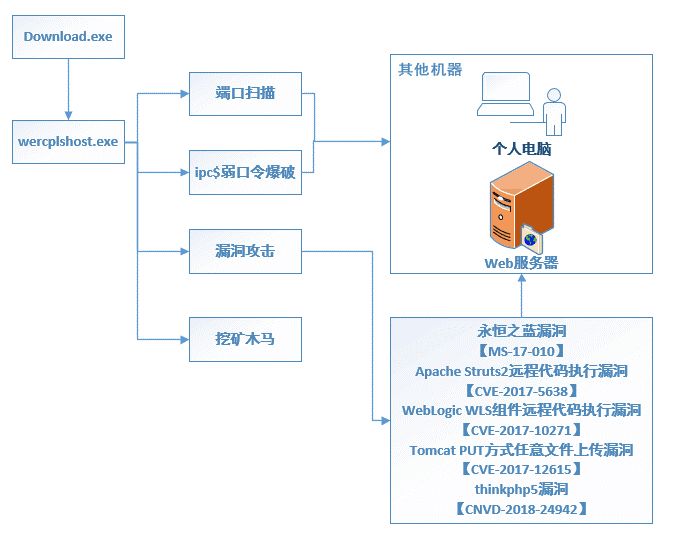 Download.exe
wercplshost.exe
端口扫描
ipc$弱口令爆破
漏洞攻击
挖矿木马
其他机器
个人电脑
Web服务器
永恒之蓝漏洞
【MS-17-010】
Apache Struts2远程代码执行漏洞
【CVE-2017-5638】
WebLogic WLS组件远程代码执行漏洞
【CVE-2017-10271】
Tomcat PUT方式任意文件上传漏洞
【CVE-2017-12615】
thinkphp5漏洞
【CNVD-2018-24942】